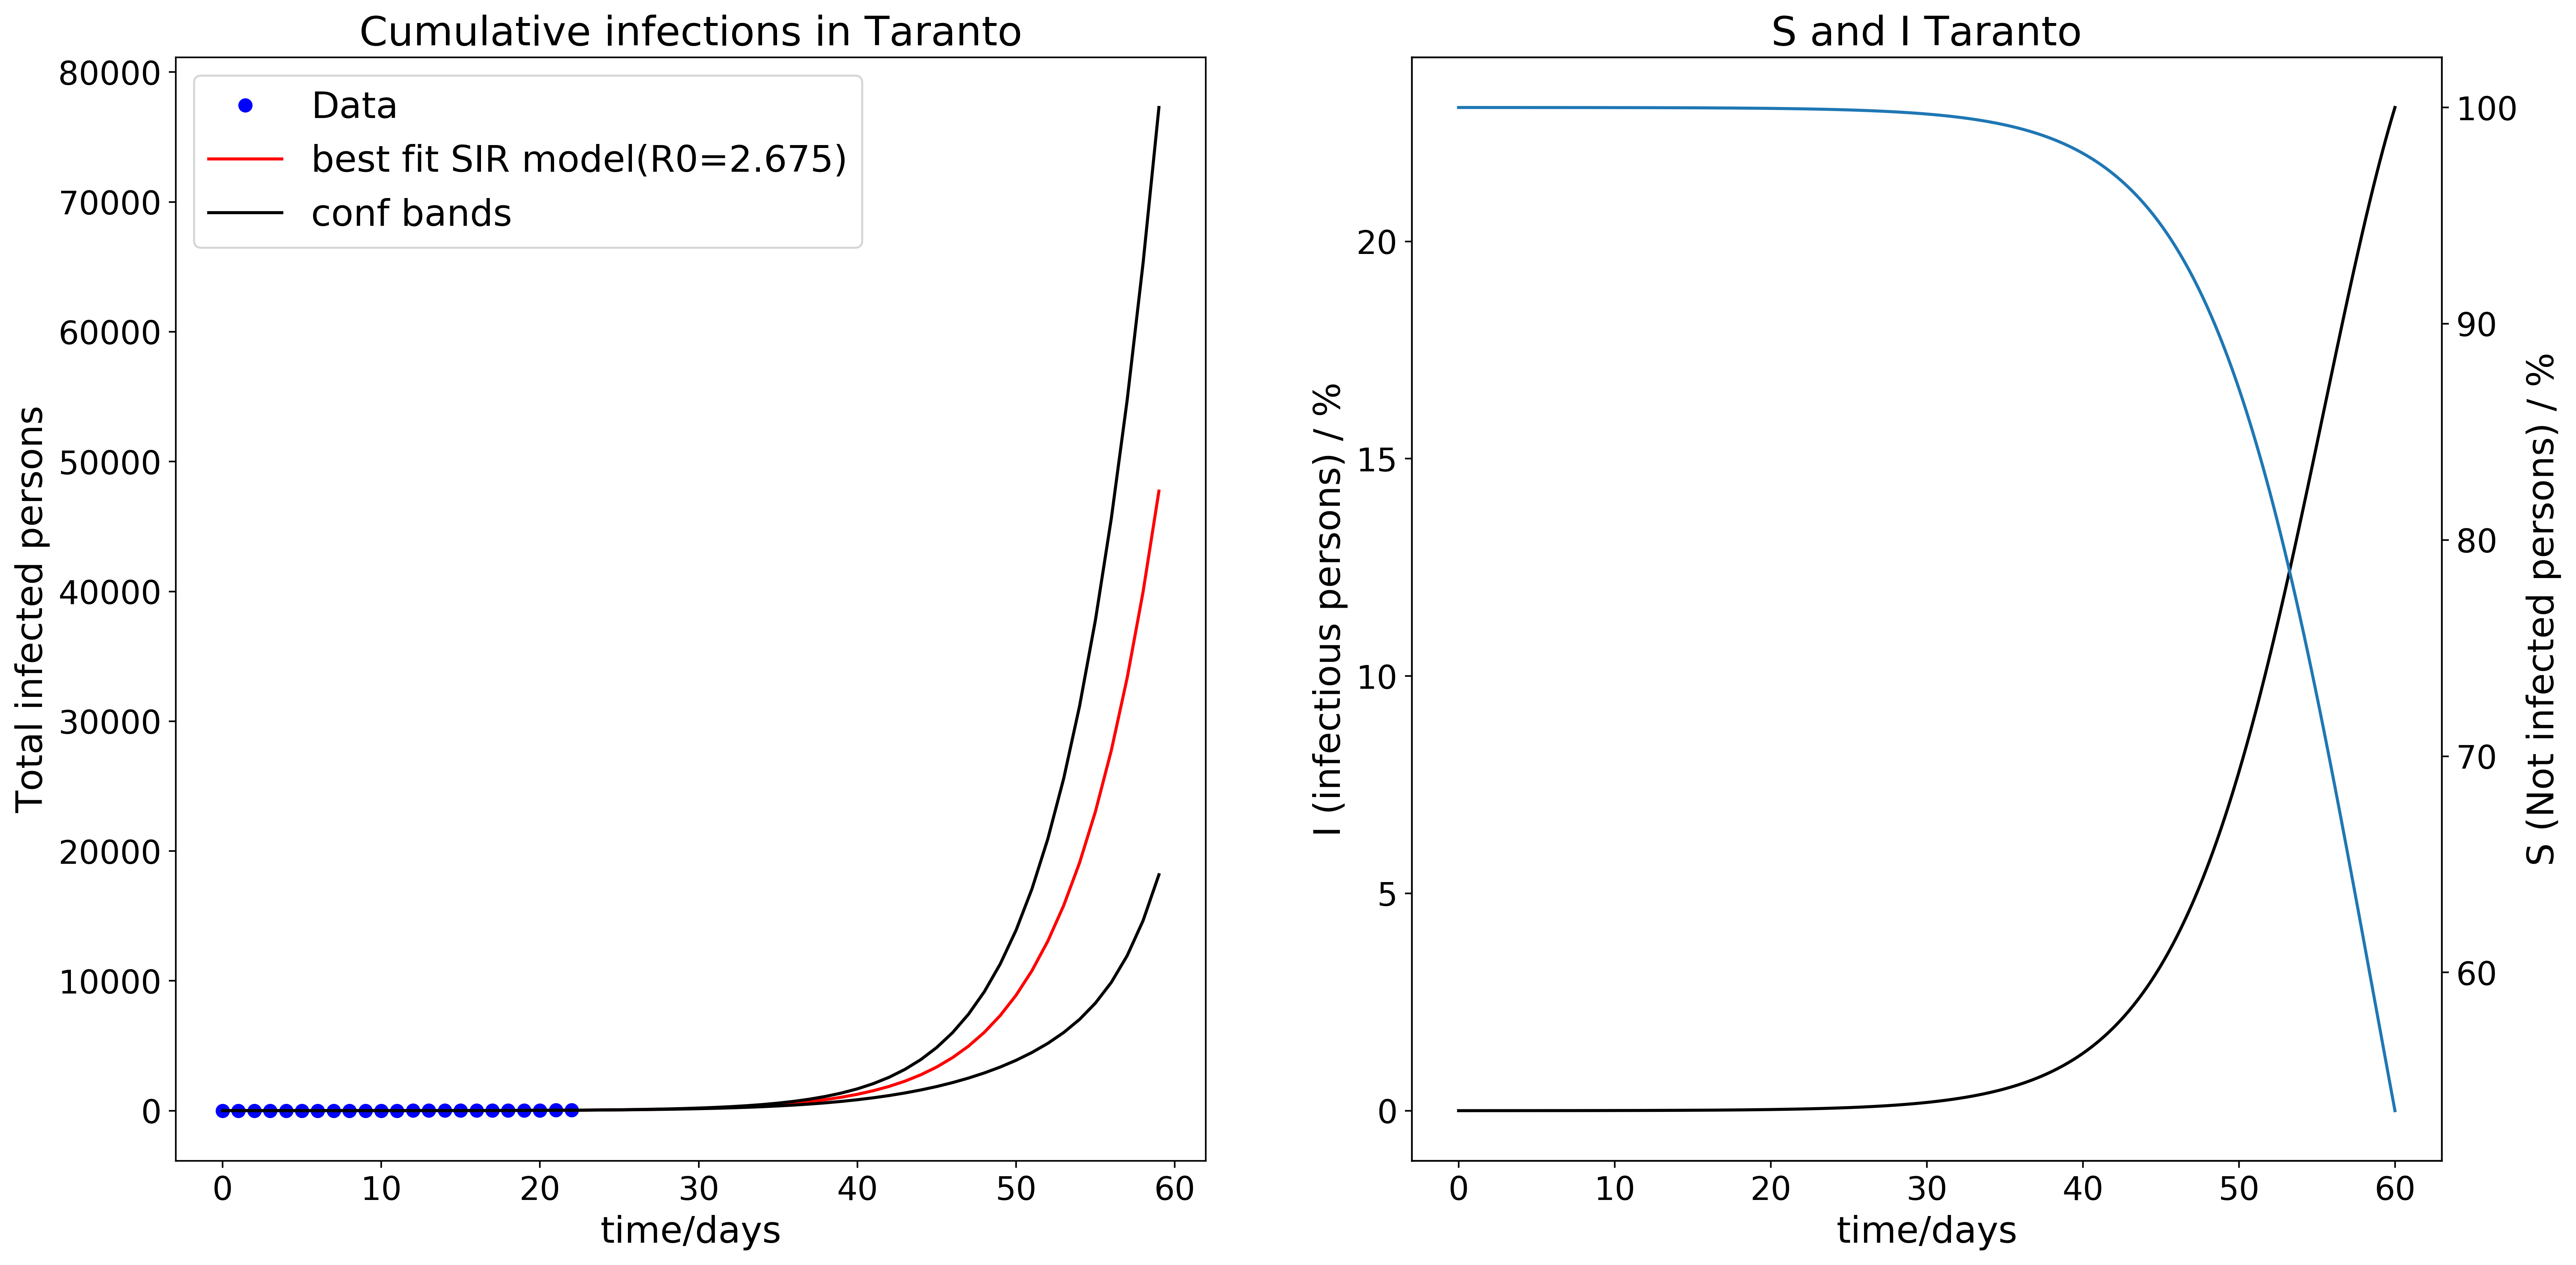 Cumulative infections in Taranto
80000
70000
60000
50000
40000
30000
20000
10000
0
Total infected persons
Data
best fit SIR model(R0=2.675)
conf bands
0 10 20 30 40 50 60
time/days
S and I Taranto
20
15
10
5
0
I (infectious persons) / %
100
90
80
70
60
S (Not infected persons) / %
0 10 20 30 40 50 60
time/days